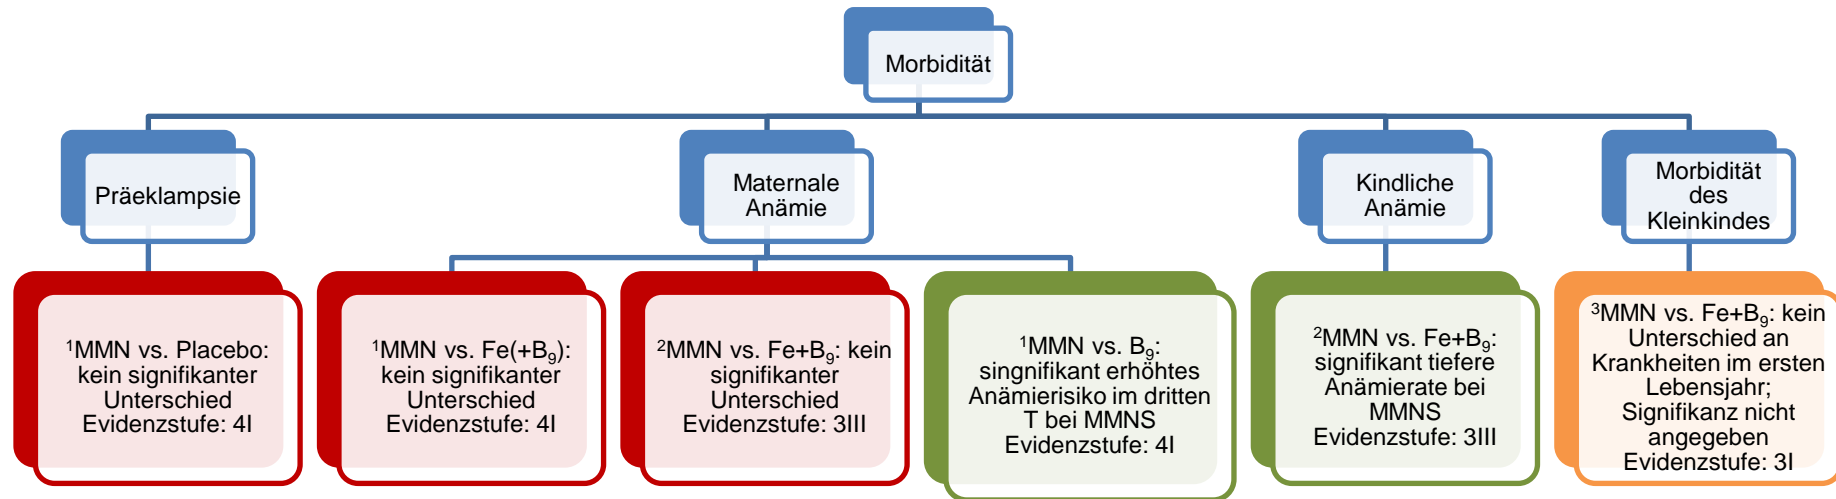 Morbidität
Präeklampsie
Maternale
Anämie
Kindliche
Anämie
Morbidität
des
Kleinkindes
¹MMN vs. Placebo:
kein signifikanter
Unterschied
Evidenzstufe: 4I
¹MMN vs. Fe(+B₉):
kein signifikanter
Unterschied
Evidenzstufe: 4I
²MMN vs. Fe+B₉: kein
signifikanter
Unterschied
Evidenzstufe: 3III
¹MMN vs. B₉:
singnifikant erhöhtes
Anämierisiko im dritten
T bei MMNS
Evidenzstufe: 4I
²MMN vs. Fe+B₉:
signifikant tiefere
Anämierate bei
MMNS
Evidenzstufe: 3III
³MMN vs. Fe+B₉: kein
Unterschied an
Krankheiten im ersten
Lebensjahr;
Signifikanz nicht
angegeben
Evidenzstufe: 3I